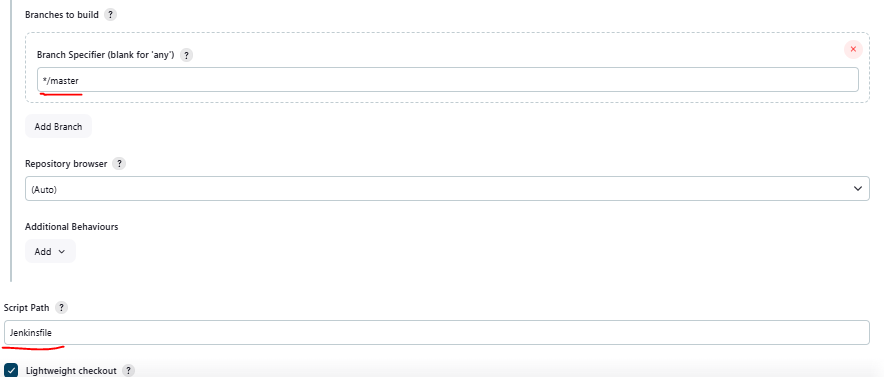 Branches to build ?
Branch Specifier (blank for 'any') ?
*/master
Add Branch
Repository browser ?
(Auto)
Additional Behaviours
Add
Script Path ?
Jenkinsfile
Lightweight checkout ?